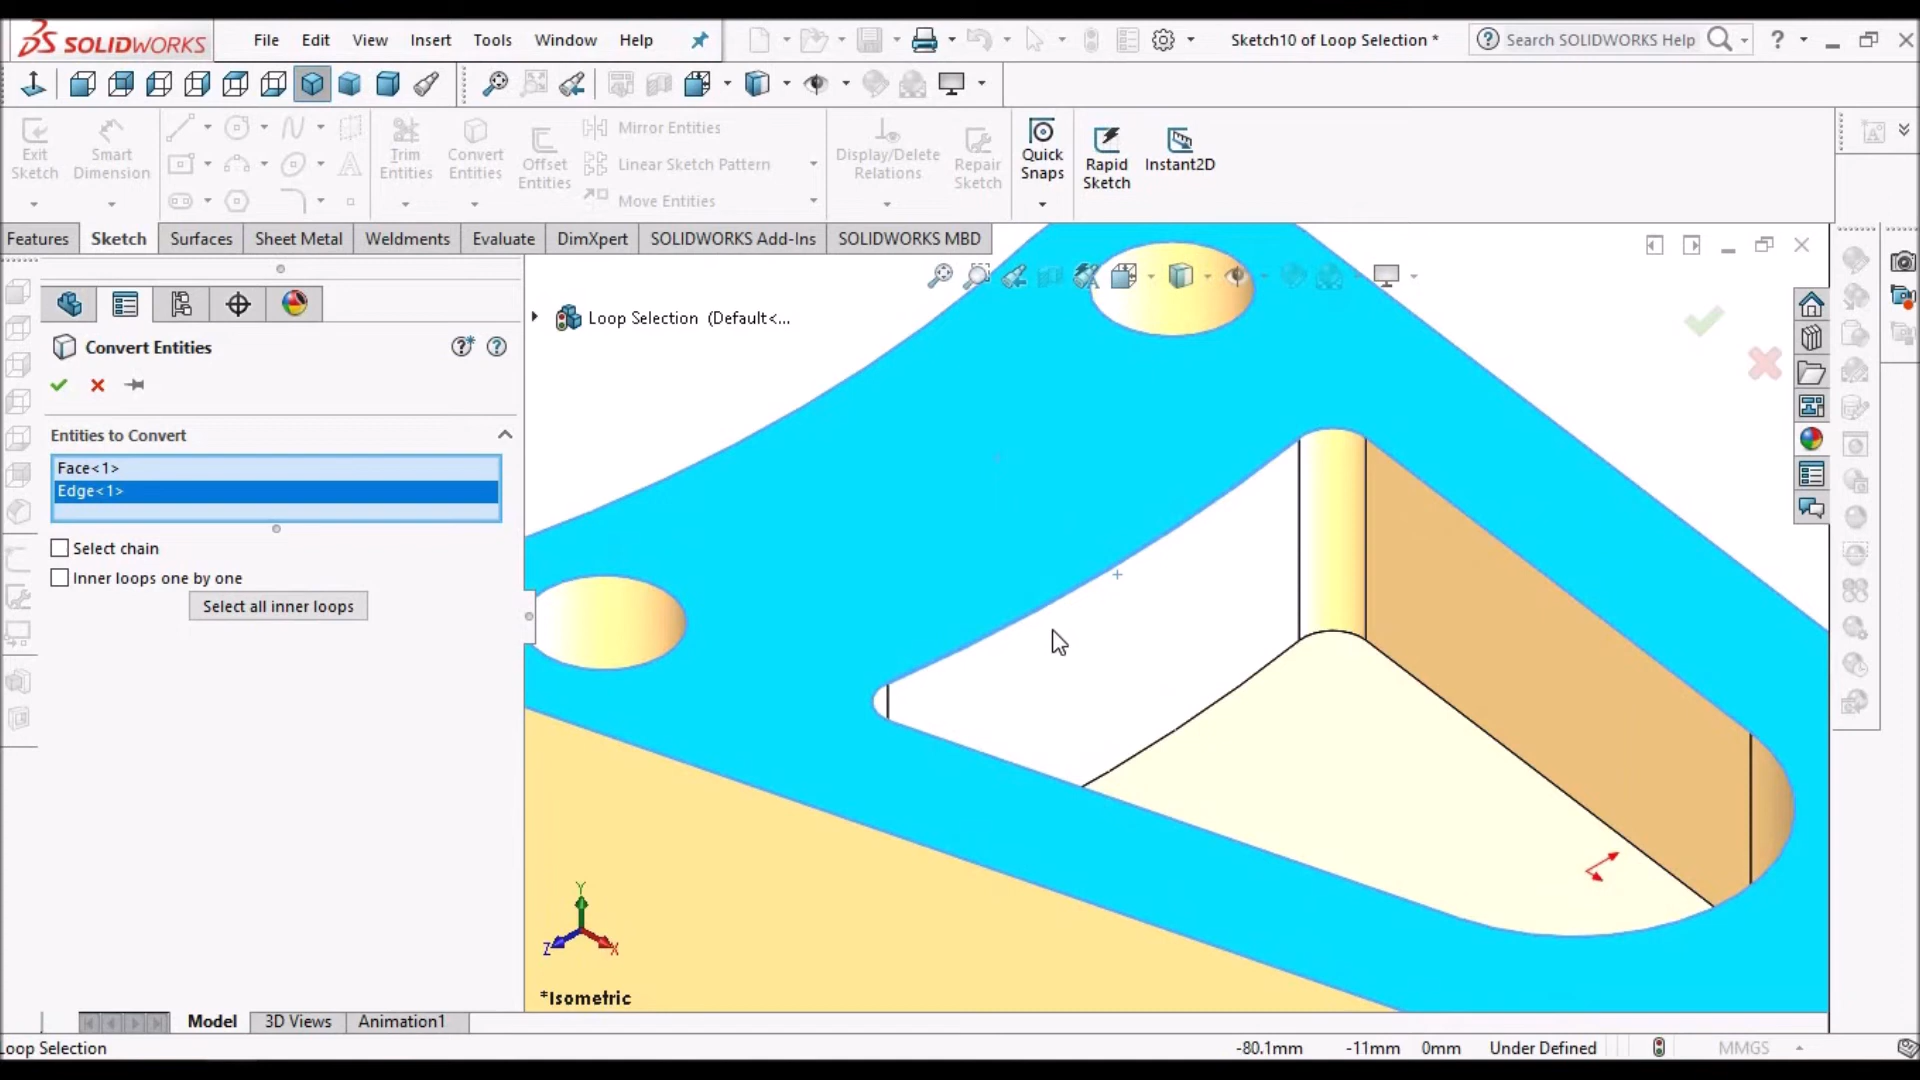 SOLIDWORKS File Edit View Insert Tools Window Help Sketch10 of Loop Selection * Search SOLIDWORKS Help ?
Exit Sketch
Smart Dimension
Trim Entities
Convert Entities
Offset Entities
Mirror Entities
Linear Sketch Pattern
Move Entities
Display/Delete Relations
Repair Sketch
Quick Snaps
Rapid Sketch
Instant2D
Features Sketch Surfaces Sheet Metal Weldments Evaluate DimXpert SOLIDWORKS Add-Ins SOLIDWORKS MBD
Loop Selection (Default<...
Convert Entities
Entities to Convert
Face<1>
Edge<1>
Select chain
Inner loops one by one
Select all inner loops
Y
Z X
*Isometric
Model 3D Views Animation1
Loop Selection -80.1mm -11mm 0mm Under Defined MMGS